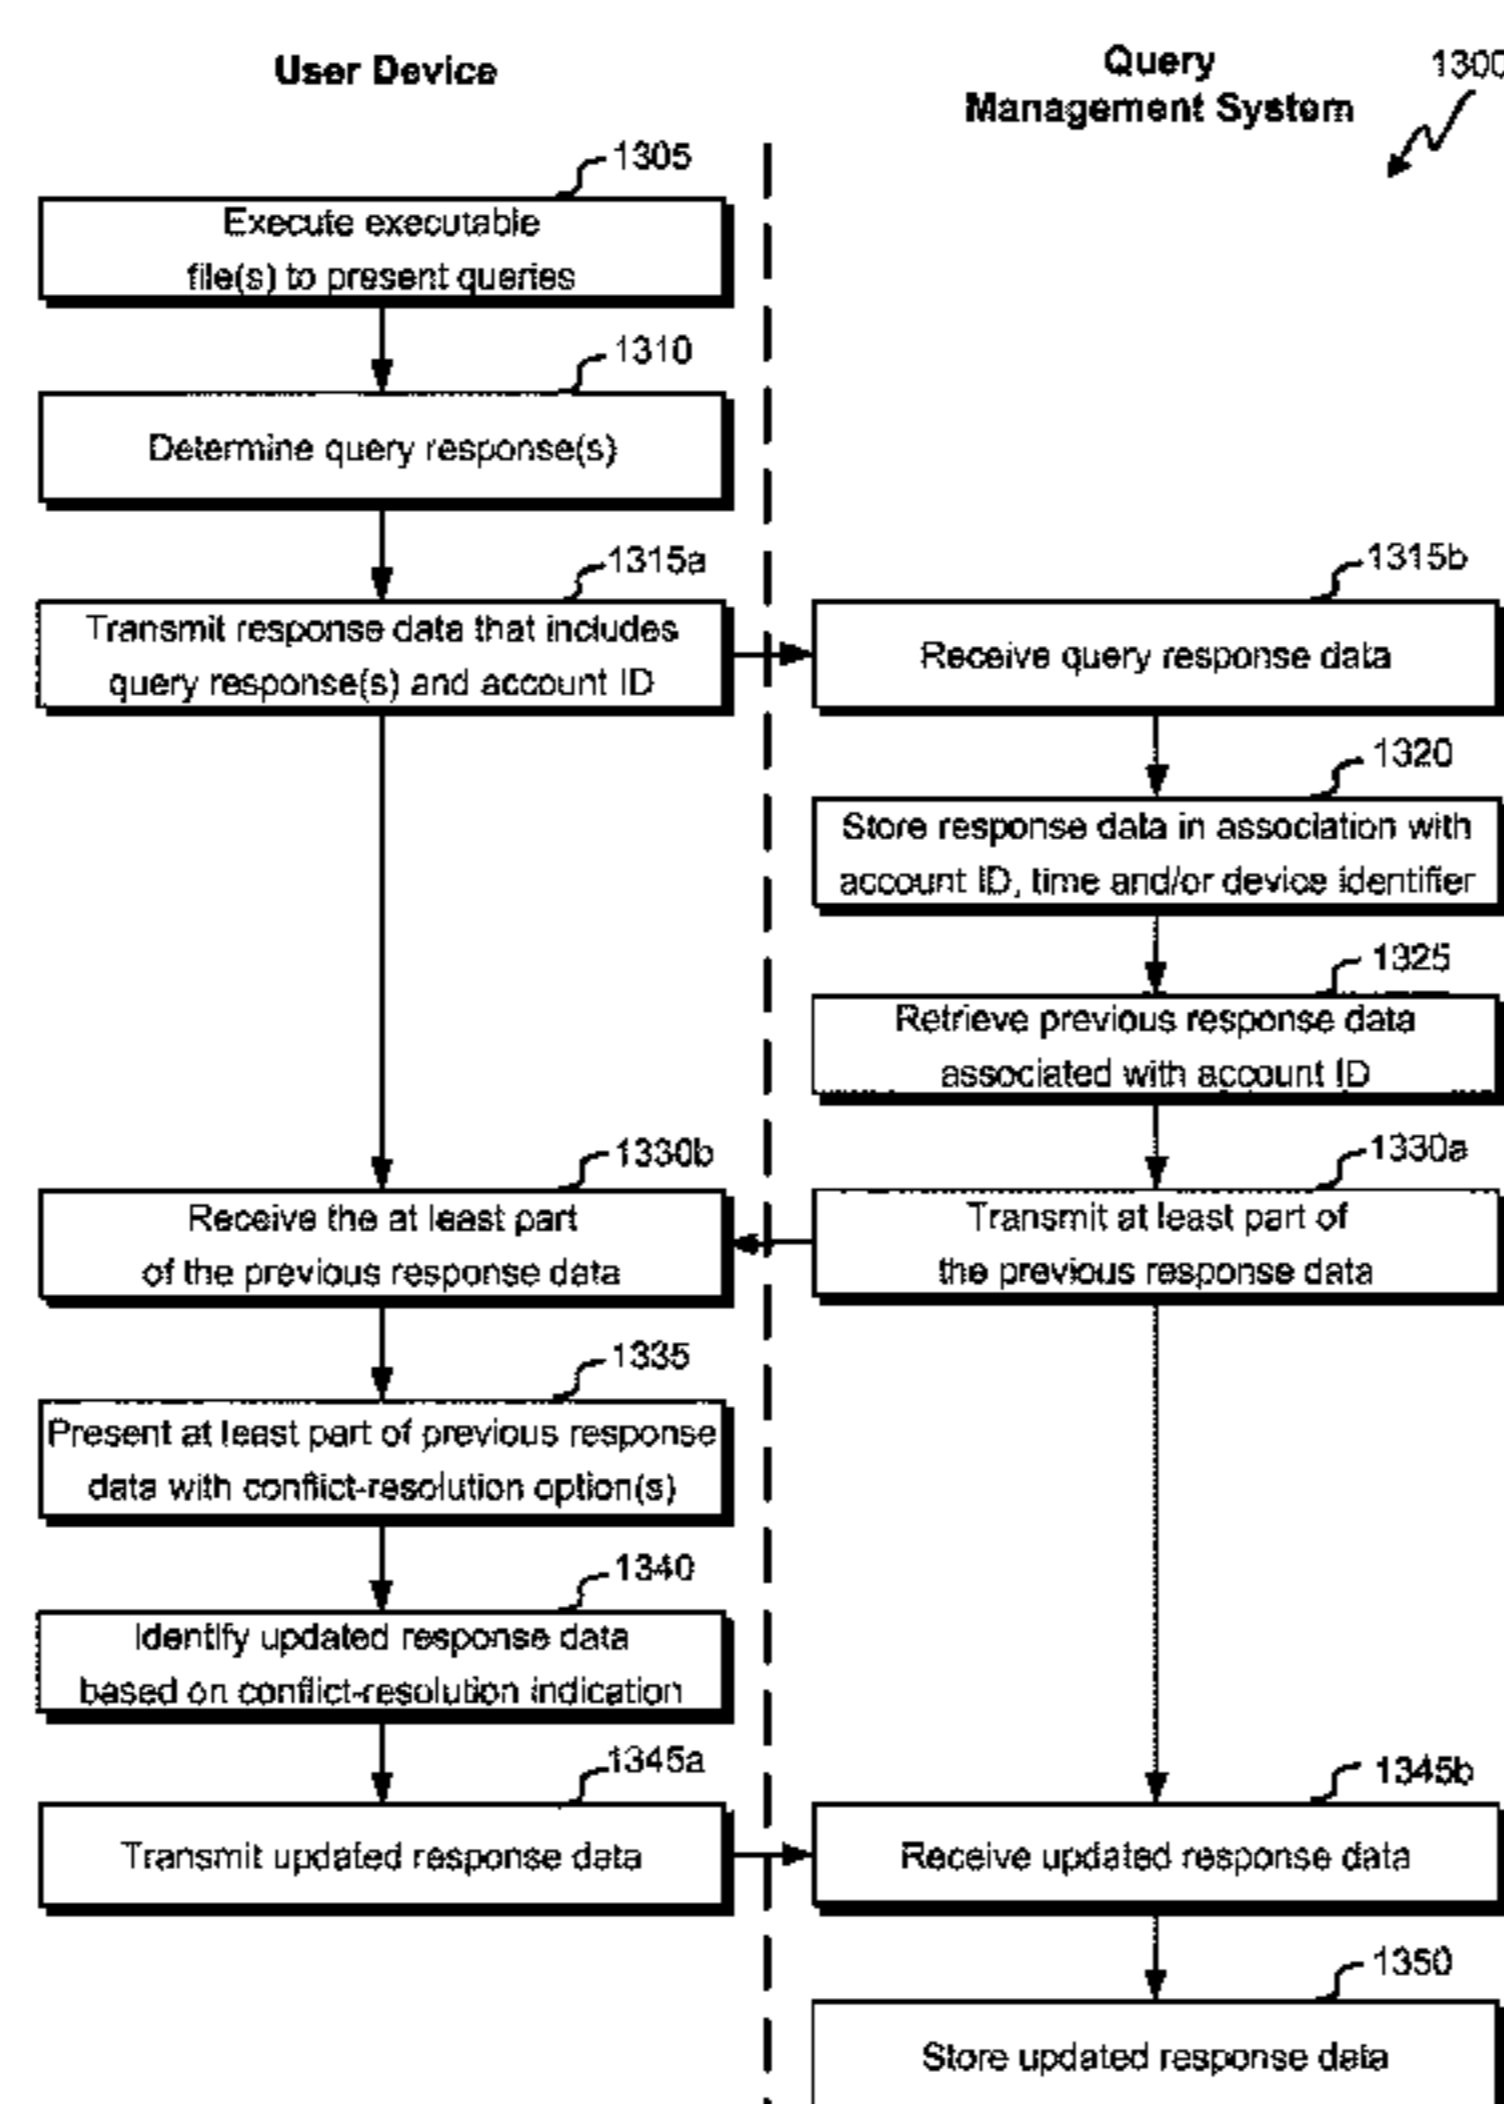 User Device
Query
Management System
1300
1305
Execute executable
file(s) to present queries
1310
Determine query response(s)
1315a
Transmit response data that includes
query response(s) and account ID
1315b
Receive query response data
1320
Store response data in association with
account ID, time and/or device identifier
1325
Retrieve previous response data
associated with account ID
1330b
Receive the at least part
of the previous response data
1330a
Transmit at least part of
the previous response data
1335
Present at least part of previous response
data with conflict-resolution option(s)
1340
Identify updated response data
based on conflict-resolution indication
1345a
Transmit updated response data
1345b
Receive updated response data
1350
Store updated response data